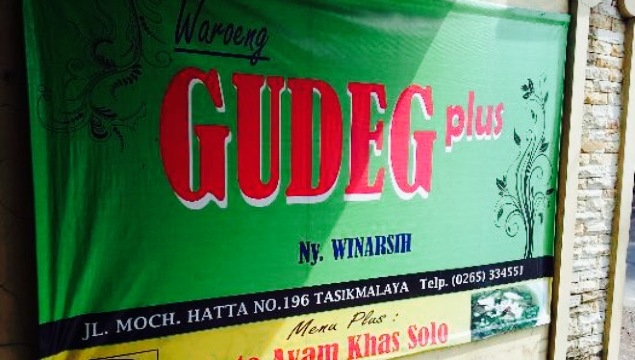 Waroeng
GUDEG plus
Ny. WINARSIH
JL. MOCH. HATTA NO.196 TASIKMALAYA Telp. (0265) 334551
Menu Plus :
Ayam Khas Solo